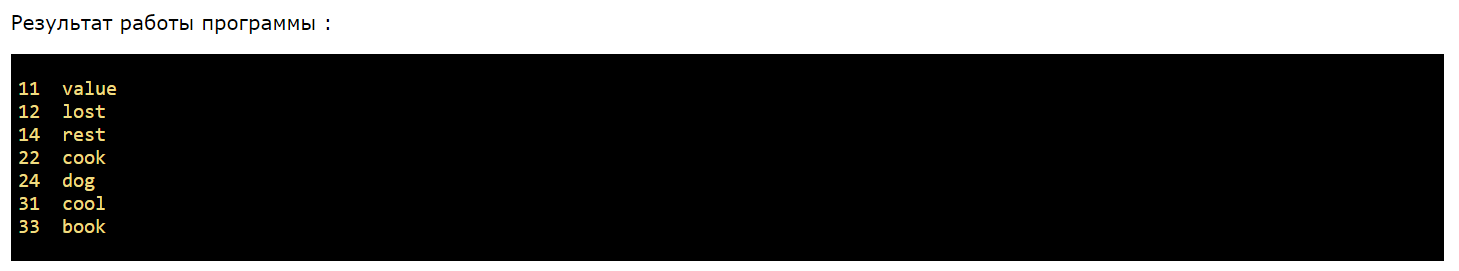 Результат работы программы :
11 value
12 lost
14 rest
22 cook
24 dog
31 cool
33 book